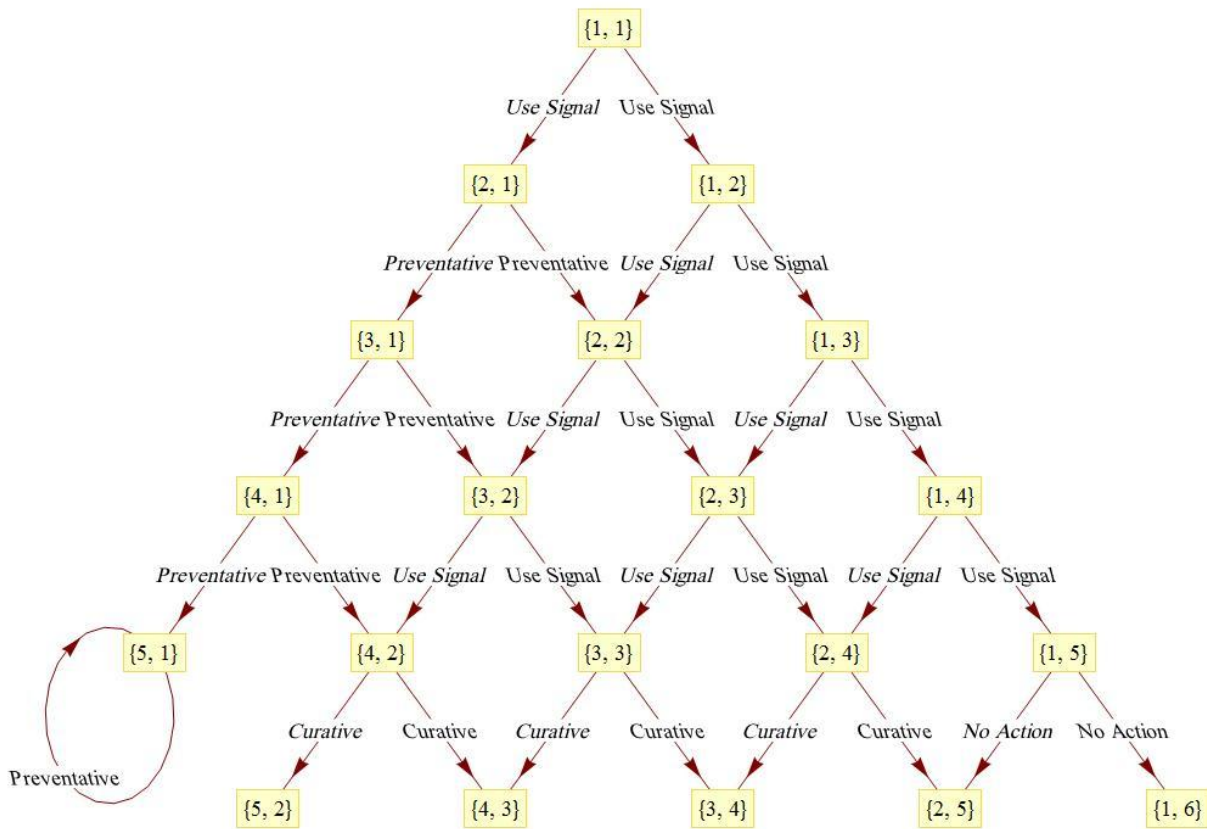 {1, 1}
Use Signal Use Signal
{2, 1} {1, 2}
Preventative Preventative Use Signal Use Signal
{3, 1} {2, 2} {1, 3}
Preventative Preventative Use Signal Use Signal Use Signal Use Signal
{4, 1} {3, 2} {2, 3} {1, 4}
Preventative Preventative Use Signal Use Signal Use Signal Use Signal Use Signal Use Signal
{5, 1} {4, 2} {3, 3} {2, 4} {1, 5}
Curative Curative Curative Curative Curative Curative No Action No Action
Preventative
{5, 2} {4, 3} {3, 4} {2, 5} {1, 6}